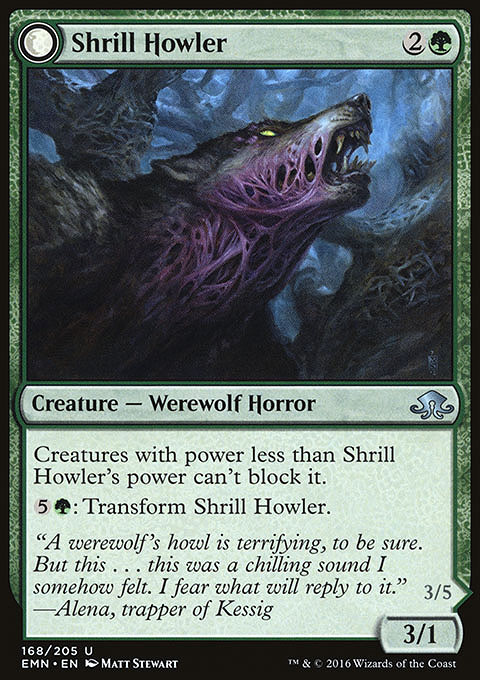 Shrill Howler 2
Creature — Werewolf Horror
Creatures with power less than Shrill
Howler's power can't block it.
5: Transform Shrill Howler.
“A werewolf's howl is terrifying, to be sure.
But this . . . this was a chilling sound I
somehow felt. I fear what will reply to it.”
—Alena, trapper of Kessig
3/5
3/1
168/205 U
EMN • EN Matt Stewart
™ & © 2016 Wizards of the Coast